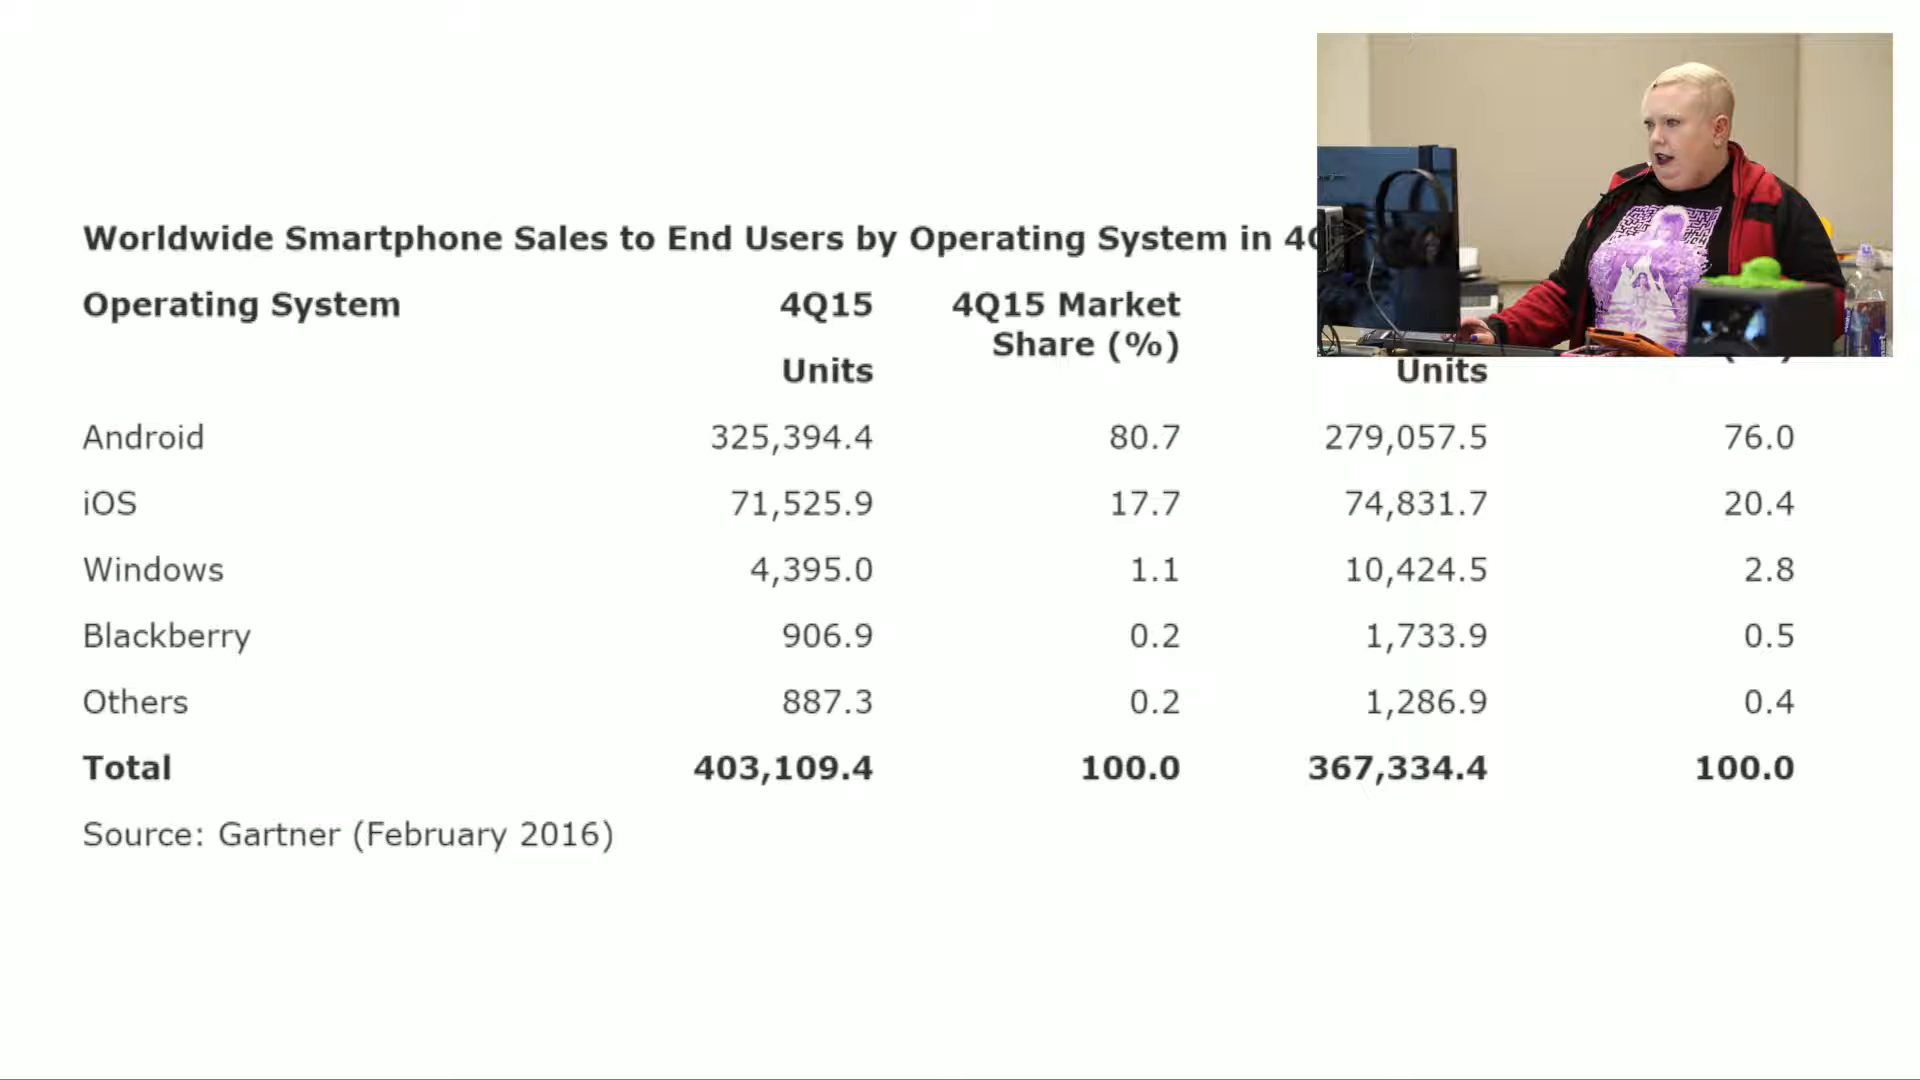 Worldwide Smartphone Sales to End Users by Operating System in
Operating System 4Q15 4Q15 Market
Share (%)
Units Units
Android 325,394.4 80.7 279,057.5 76.0
iOS 71,525.9 17.7 74,831.7 20.4
Windows 4,395.0 1.1 10,424.5 2.8
Blackberry 906.9 0.2 1,733.9 0.5
Others 887.3 0.2 1,286.9 0.4
Total 403,109.4 100.0 367,334.4 100.0
Source: Gartner (February 2016)